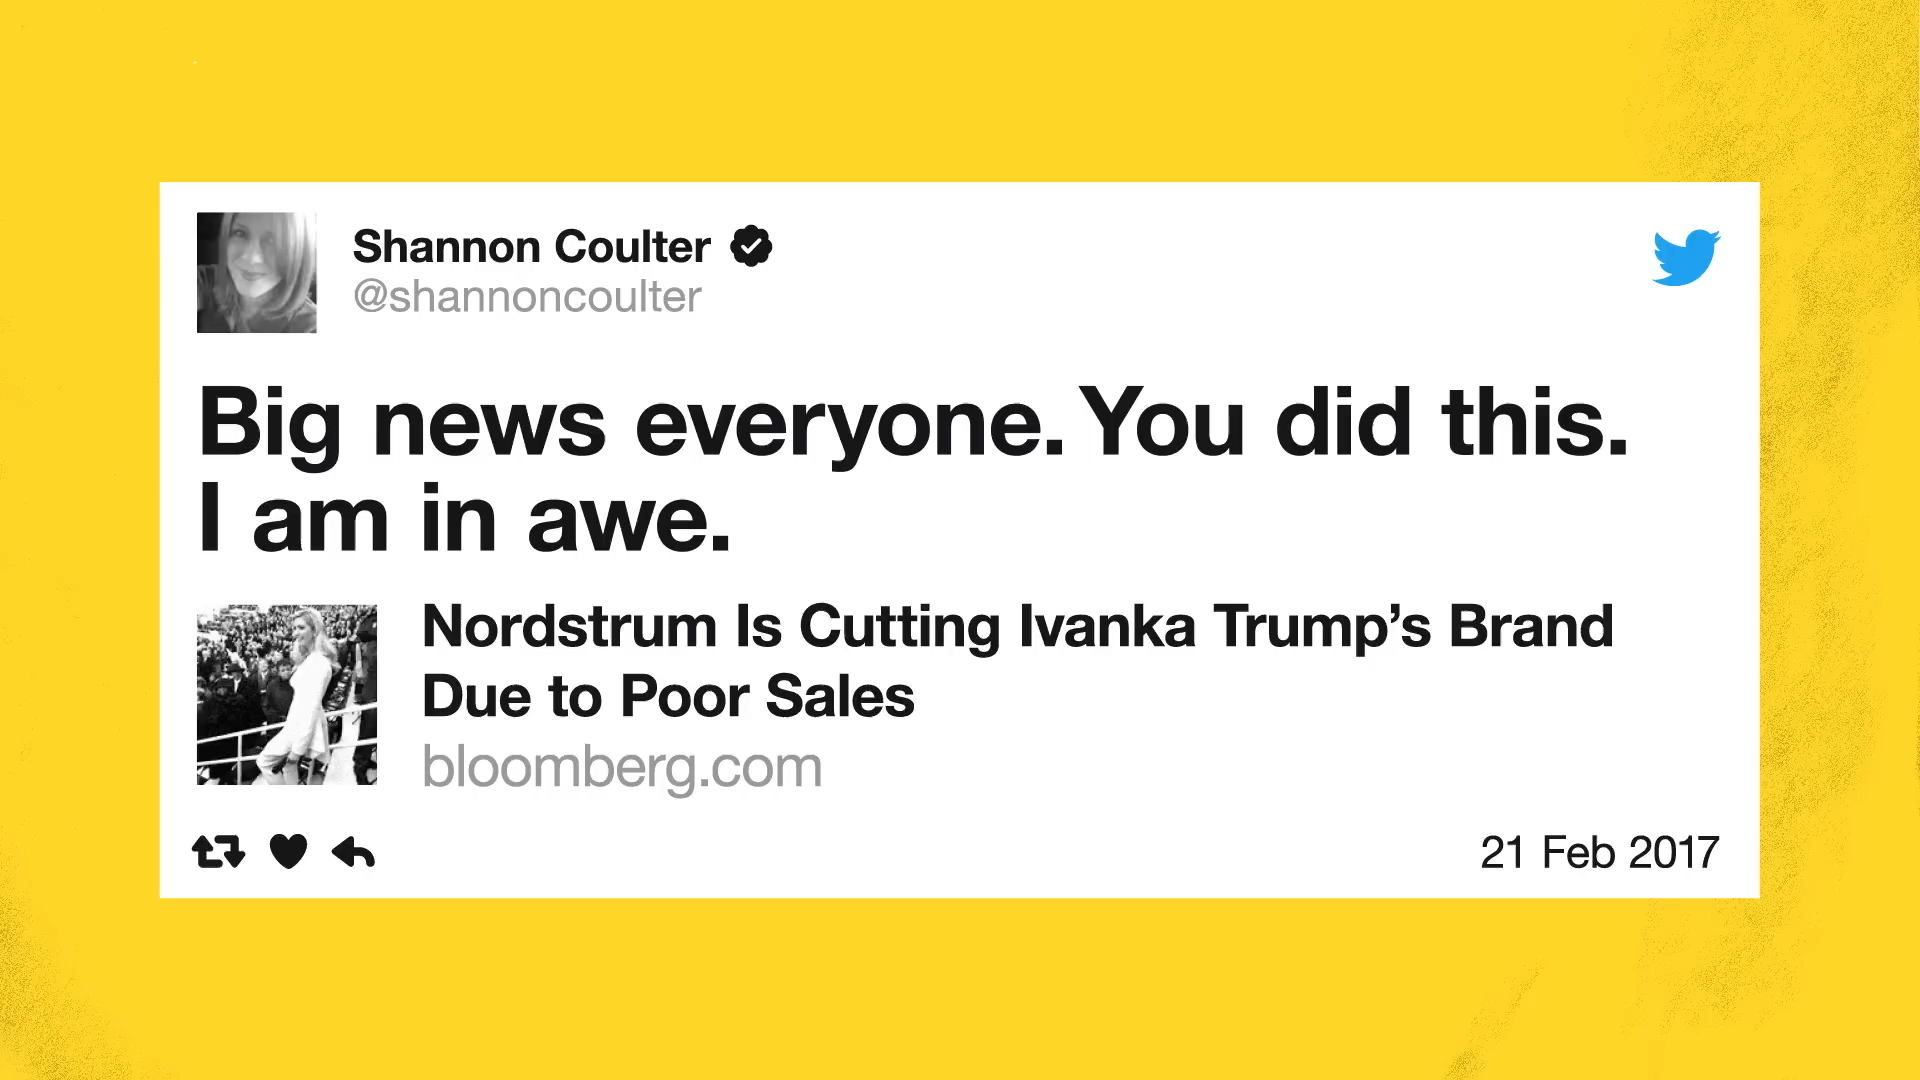 Shannon Coulter
@shannoncoulter
Big news everyone. You did this.
I am in awe.
Nordstrum Is Cutting Ivanka Trump’s Brand
Due to Poor Sales
bloomberg.com
21 Feb 2017